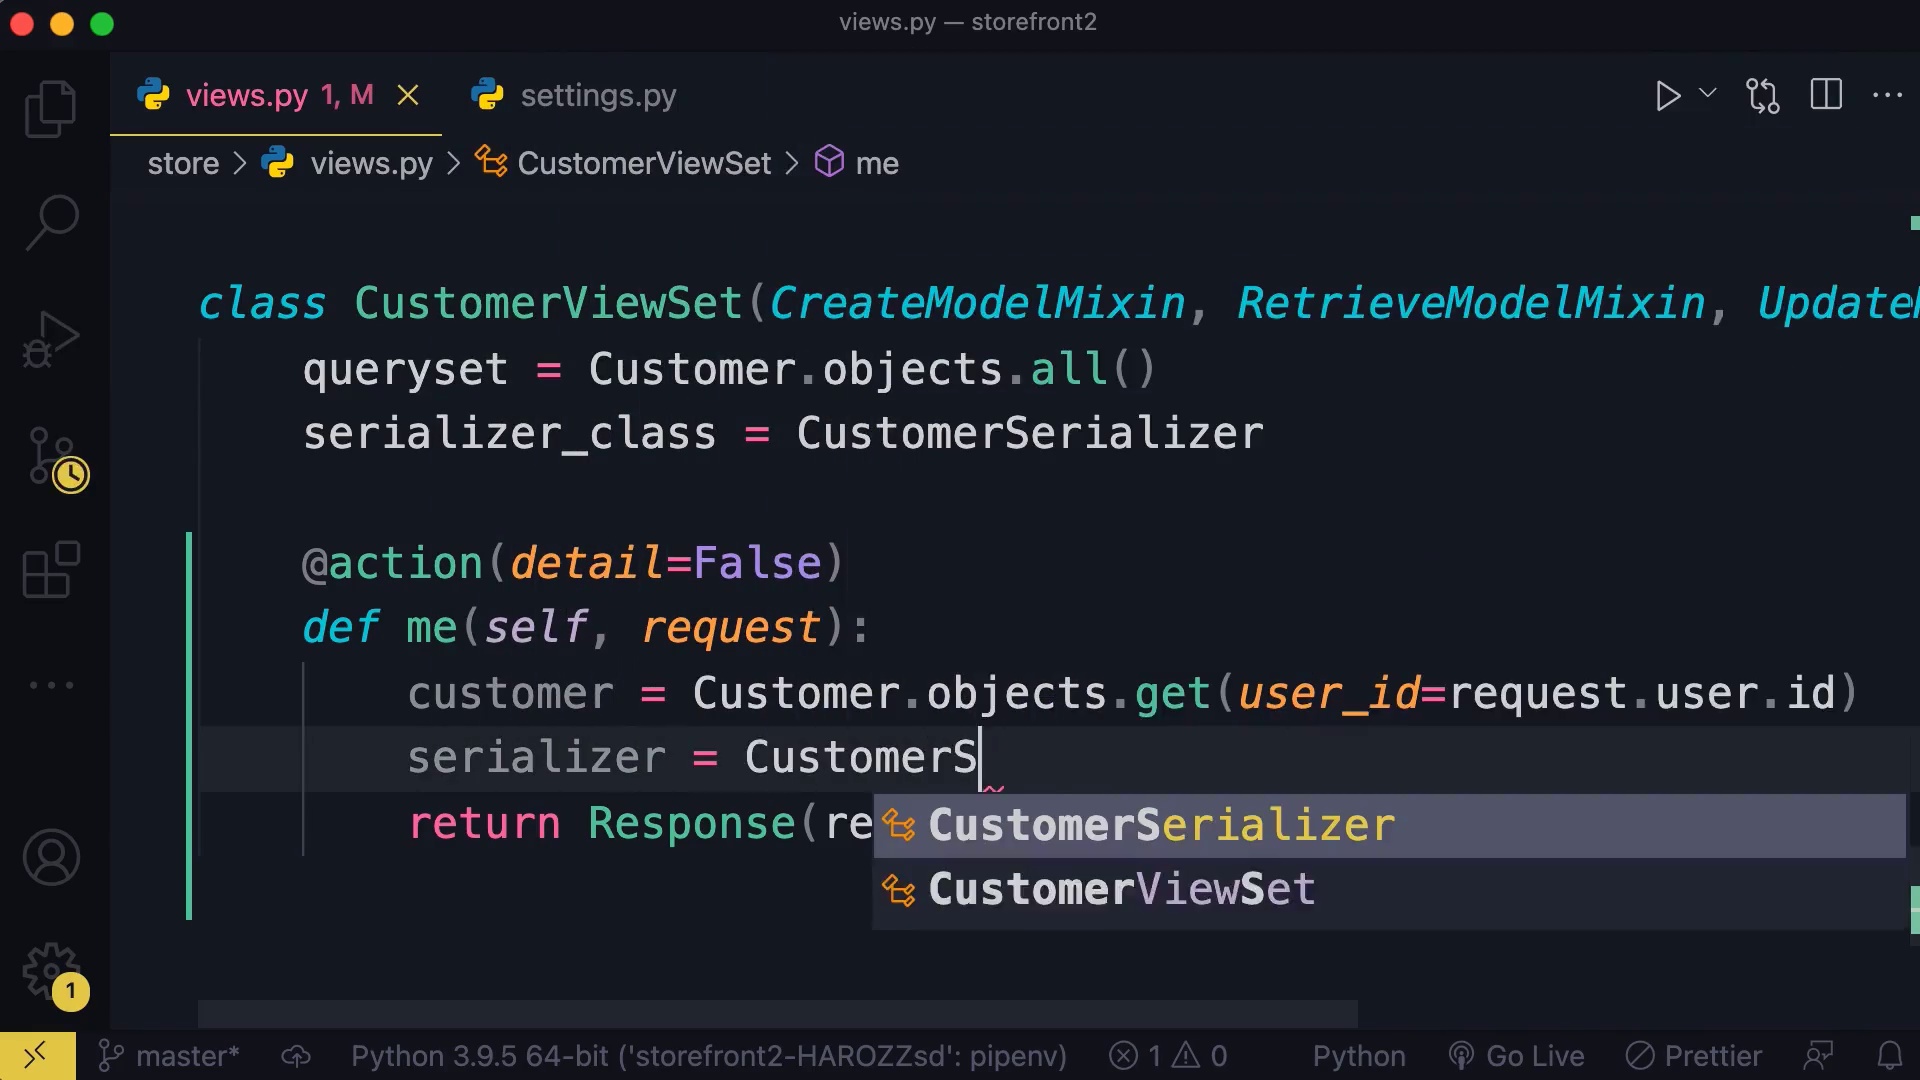 views.py — storefront2
views.py 1, M
settings.py
store > views.py > CustomerViewSet > me
class CustomerViewSet(CreateModelMixin, RetrieveModelMixin, Update
    queryset = Customer.objects.all()
    serializer_class = CustomerSerializer
    @action(detail=False)
    def me(self, request):
        customer = Customer.objects.get(user_id=request.user.id)
        serializer = CustomerS
        return Response(re
CustomerSerializer
CustomerViewSet
1
master* Python 3.9.5 64-bit ('storefront2-HAROZZsd': pipenv) 1 0 Python Go Live Prettier